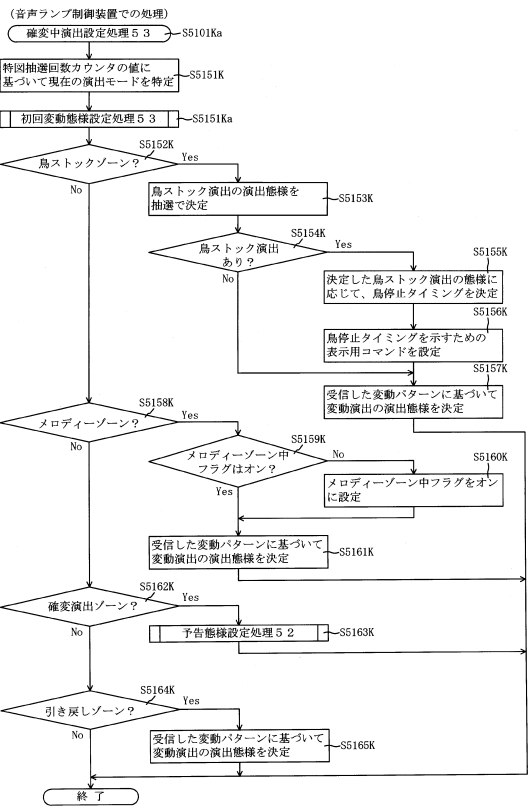 (音声ランプ制御装置での処理)
確変中演出設定処理53
S5101Ka
特図抽選回数カウンタの値に
基づいて現在の演出モードを特定
S5151K
初回変動態様設定処理53
S5151Ka
鳥ストックゾーン?
S5152K
Yes
No
鳥ストック演出の演出態様を
抽選で決定
S5153K
鳥ストック演出
あり?
S5154K
Yes
No
決定した鳥ストック演出の態様に
応じて、鳥停止タイミングを決定
S5155K
鳥停止タイミングを示すための
表示用コマンドを設定
S5156K
受信した変動パターンに基づいて
変動演出の演出態様を決定
S5157K
メロディーゾーン?
S5158K
Yes
No
メロディーゾーン中
フラグはオン?
S5159K
No
Yes
メロディーゾーン中フラグをオン
に設定
S5160K
受信した変動パターンに基づいて
変動演出の演出態様を決定
S5161K
確変演出ゾーン?
S5162K
Yes
No
予告態様設定処理52
S5163K
引き戻しゾーン?
S5164K
Yes
No
受信した変動パターンに基づいて
変動演出の演出態様を決定
S5165K
終了